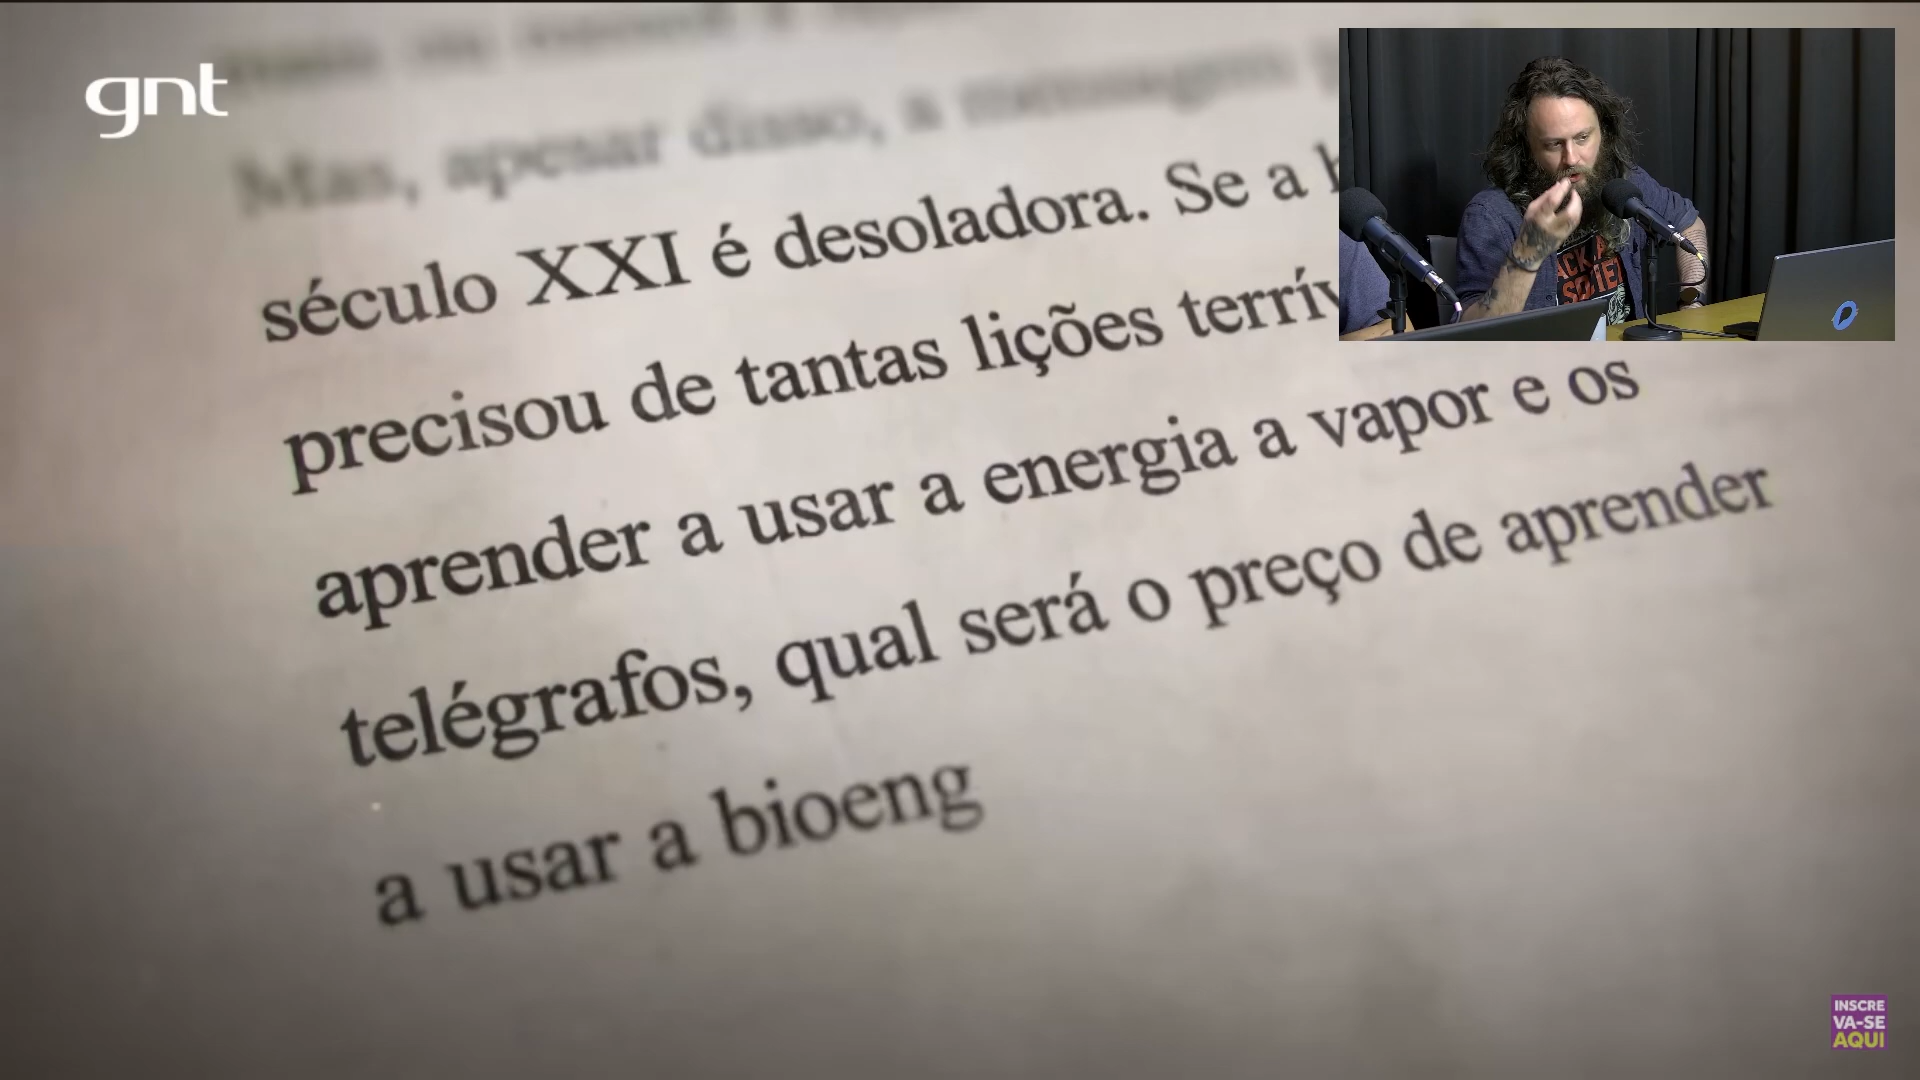 gnt
Mas, apesar disso, a mensagem
século XXI é desoladora. Se a
precisou de tantas lições
aprender a usar a energia a vapor e os
telégrafos, qual será o preço de aprender
a usar a bioeng
INSCRE
VA-SE
AQUI